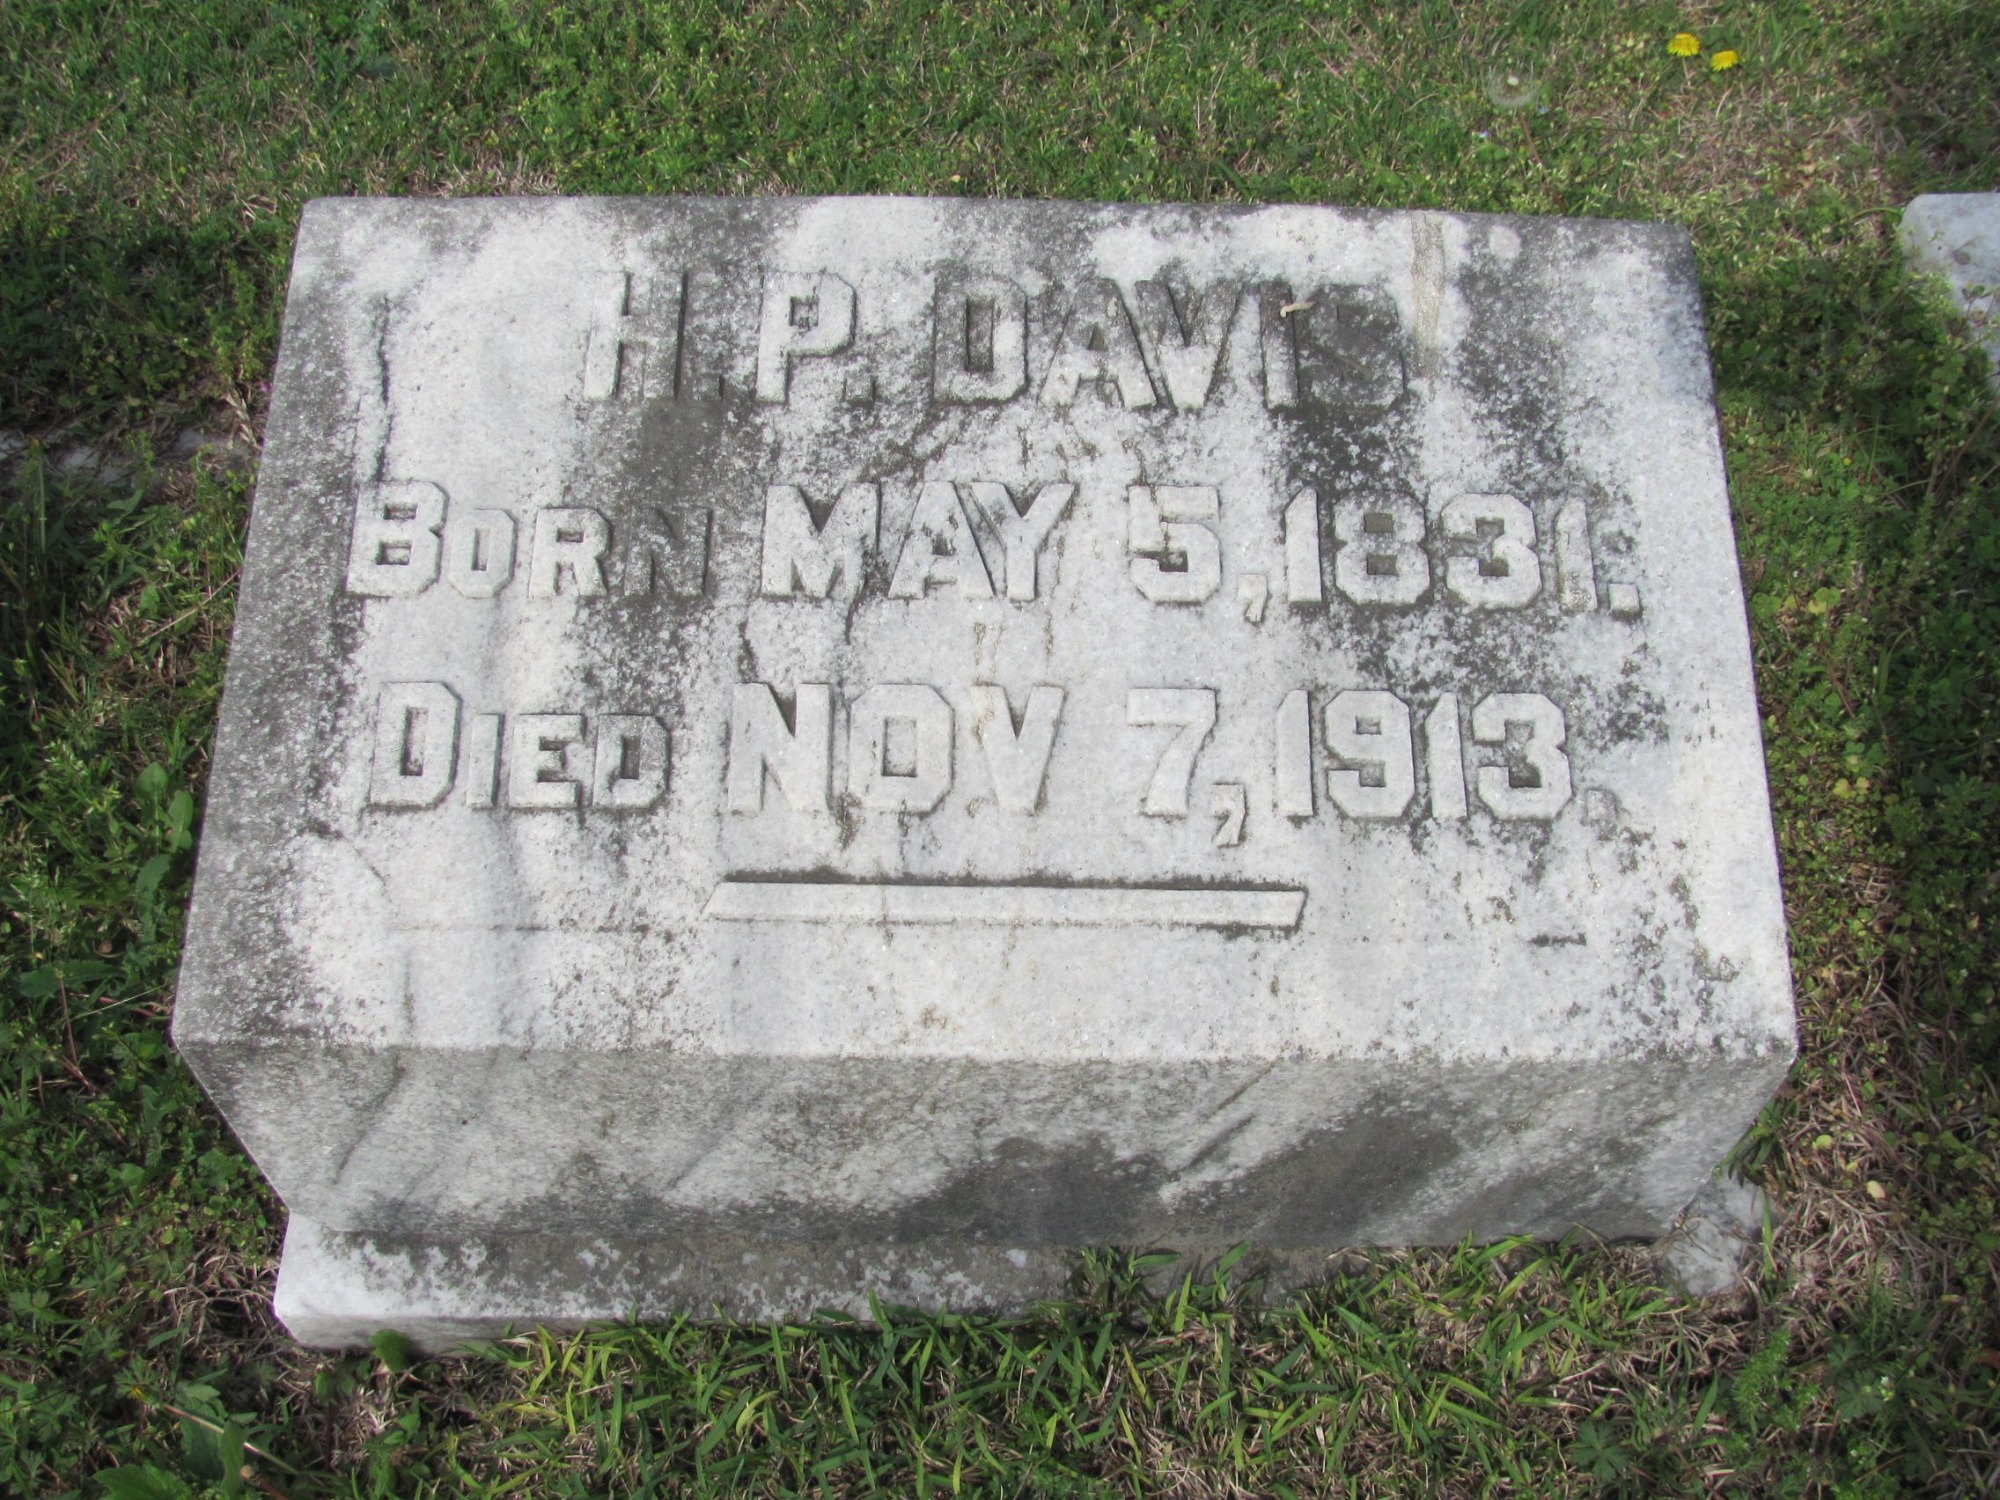 H.P. DAVIS
BORN MAY 5, 1831.
DIED NOV 7, 1913.